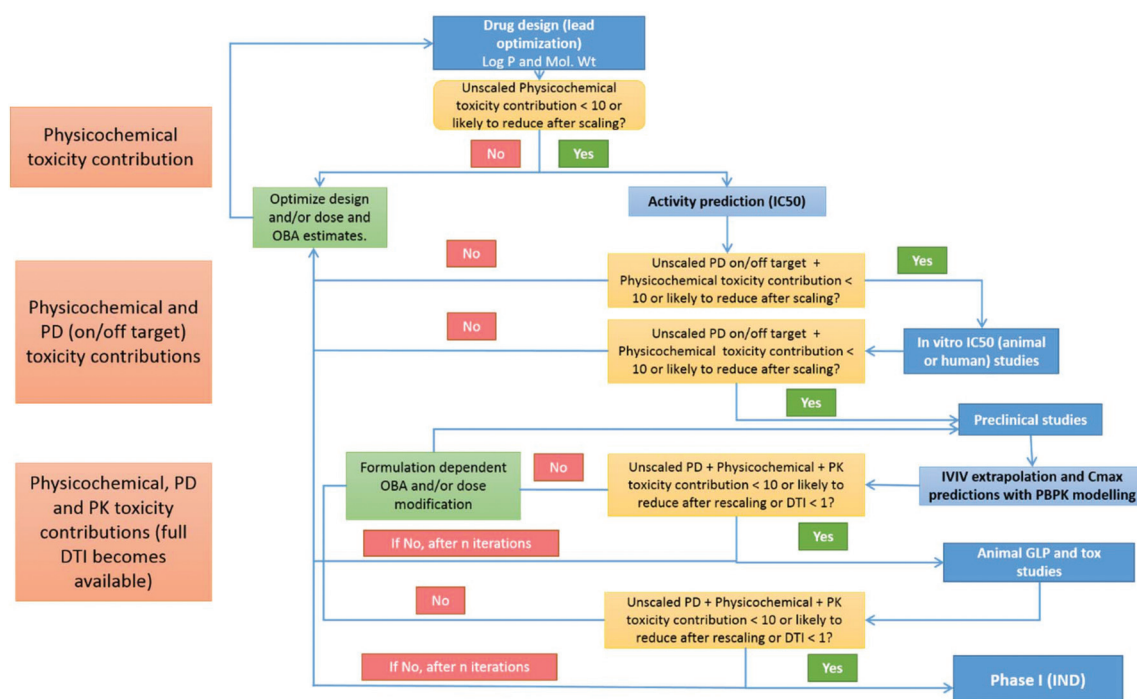 Drug design (lead
optimization)
Log P and Mol. Wt
Unscaled Physicochemical
toxicity contribution < 10 or
likely to reduce after scaling?
Physicochemical
toxicity contribution
No
Yes
Optimize design
and/or dose and
OBA estimates.
Activity prediction (IC50)
No
Unscaled PD on/off target +
Physicochemical toxicity contribution <
10 or likely to reduce after scaling?
Yes
Physicochemical and
PD (on/off target)
toxicity contributions
No
Unscaled PD on/off target +
Physicochemical toxicity contribution <
10 or likely to reduce after scaling?
In vitro IC50 (animal
or human) studies
Yes
Preclinical studies
Physicochemical, PD
and PK toxicity
contributions (full
DTI becomes
available)
Formulation dependent
OBA and/or dose
modification
No
Unscaled PD + Physicochemical + PK
toxicity contribution < 10 or likely to
reduce after rescaling or DTI < 1?
IVIV extrapolation and Cmax
predictions with PBPK modelling
If No, after n iterations
Yes
Animal GLP and tox
studies
No
Unscaled PD + Physicochemical + PK
toxicity contribution < 10 or likely to
reduce after rescaling or DTI < 1?
If No, after n iterations
Yes
Phase I (IND)